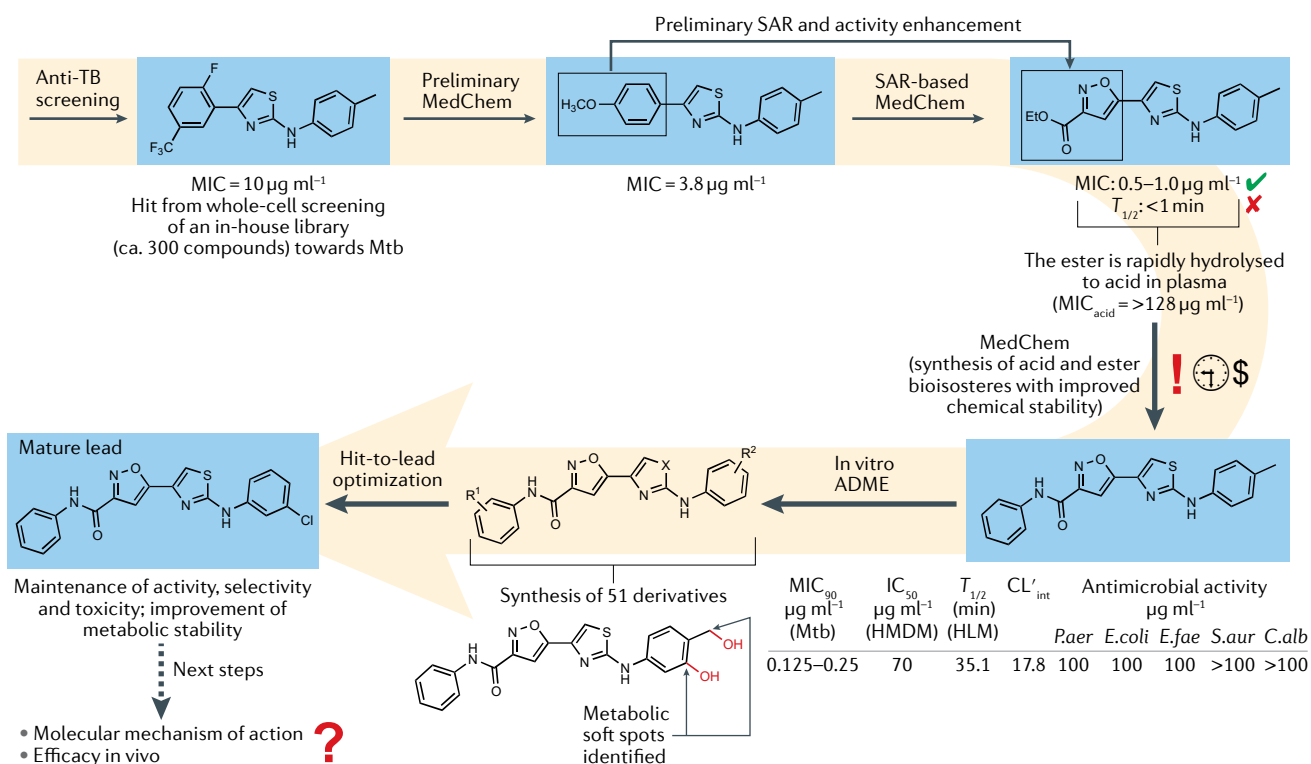 Preliminary SAR and activity enhancement
Anti-TB
screening
F
F₃C
S
N
N
H
Preliminary
MedChem
H₃CO
S
N
N
H
SAR-based
MedChem
N
O
EtO
O
S
N
N
H
MIC = 10 µg ml⁻¹
Hit from whole-cell screening
of an in-house library
(ca. 300 compounds) towards Mtb
MIC = 3.8 µg ml⁻¹
MIC: 0.5–1.0 µg ml⁻¹ ✔
T₁/₂: <1 min ✘
The ester is rapidly hydrolysed
to acid in plasma
(MICacid = >128 µg ml⁻¹)
MedChem
(synthesis of acid and ester
bioisosteres with improved
chemical stability)
! $
Mature lead
N
O
S
H
N
O
N
N
H
Cl
Hit-to-lead
optimization
N
O
X
R²
R¹
H
N
O
N
N
H
In vitro
ADME
N
O
S
H
N
O
N
N
H
Maintenance of activity, selectivity
and toxicity; improvement of
metabolic stability
Next steps
• Molecular mechanism of action
• Efficacy in vivo
?
Synthesis of 51 derivatives
N
O
S
H
N
O
N
N
H
OH
OH
Metabolic
soft spots
identified
MIC₉₀
µg ml⁻¹
(Mtb)
IC₅₀
µg ml⁻¹
(HMDM)
T₁/₂
(min)
(HLM)
CL′int
Antimicrobial activity
µg ml⁻¹
P.aer E.coli E.fae S.aur C.alb
0.125–0.25 70 35.1 17.8 100 100 100 >100 >100